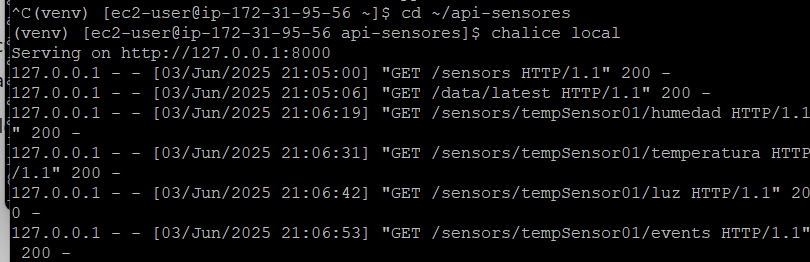 ^C(venv) [ec2-user@ip-172-31-95-56 ~]$ cd ~/api-sensores
(venv) [ec2-user@ip-172-31-95-56 api-sensores]$ chalice local
Serving on http://127.0.0.1:8000
127.0.0.1 - - [03/Jun/2025 21:05:00] "GET /sensors HTTP/1.1" 200 -
127.0.0.1 - - [03/Jun/2025 21:05:06] "GET /data/latest HTTP/1.1" 200 -
127.0.0.1 - - [03/Jun/2025 21:06:19] "GET /sensors/tempSensor01/humedad HTTP/1.1
" 200 -
127.0.0.1 - - [03/Jun/2025 21:06:31] "GET /sensors/tempSensor01/temperatura HTTP
/1.1" 200 -
127.0.0.1 - - [03/Jun/2025 21:06:42] "GET /sensors/tempSensor01/luz HTTP/1.1" 20
0 -
127.0.0.1 - - [03/Jun/2025 21:06:53] "GET /sensors/tempSensor01/events HTTP/1.1"
 200 -